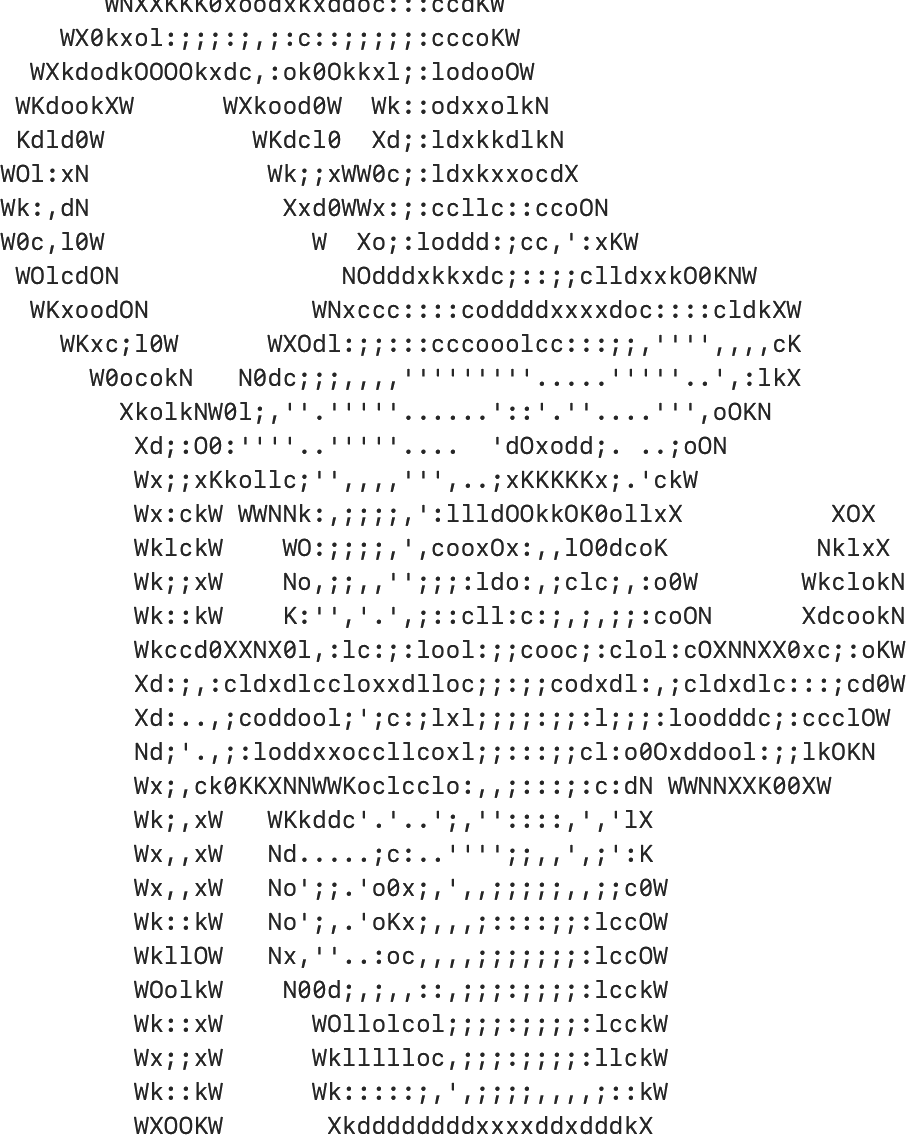 WNXXKKK0xoodxkxddoc:::ccdKW
WX0kxol:;;;:;,;:c::;;;;;:cccoKW
WXkdodkOOOOkxdc,:ok0Okkxl;:lodooOW
WKdookXW      WXkood0W  Wk::odxxolkN
Kdld0W          WKdcl0  Xd;:ldxkkdlkN
WOl:xN            Wk;;xWW0c;:ldxkxxocdX
Wk:,dN             Xxd0WWx:;:ccllc::ccoON
W0c,l0W              W  Xo;:loddd:;cc,':xKW
WOlcdON               NOdddxkkxdc;::;;clldxxkO0KNW
WKxoodON           WNxccc::::coddddxxxxdoc::::cldkXW
WKxc;l0W      WXOdl:;;:::cccooolcc:::;;,'''',,,,cK
W0ocokN   N0dc;;;,,,,'''''''''.....'''''..',:lkX
XkolkNW0l;,''.'''''......'::'.''....''',oOKN
Xd;:O0:''''..'''''....  'dOxodd;. ..;oON
Wx;;xKkollc;'',,,,''',..;xKKKKKx;.'ckW
Wx:ckW WWNNk:,;;;;,':llldOOkkOK0ollxX          XOX
WklckW    WO:;;;;,',cooxOx:,,lO0dcoK          NklxX
Wk;;xW    No,;;,,'';;;:ldo:,;clc;,:o0W       WkclokN
Wk::kW    K:'','.',;::cll:c:;,;,;;:coON      XdcookN
Wkccd0XXNX0l,:lc:;:lool:;;cooc;:clol:cOXNNXX0xc;:oKW
Xd:;,:cldxdlccloxxdlloc;;:;;codxdl:,;cldxdlc:::;cd0W
Xd:..,;coddool;';c:;lxl;;;;:;;:l;;;:loodddc;:ccclOW
Nd;'.,;:loddxxoccllcoxl;;:::;;cl:o0Oxddool:;;lkOKN
Wx;,ck0KKXNNWWKoclcclo:,,;:::;:c:dN WWNNXXK00XW
Wk;,xW   WKkddc'.'..';,''::::,','lX
Wx,,xW   Nd.....;c:..'''';;,,',;':K
Wx,,xW   No';;.'o0x;,',,;;;;;,,;;c0W
Wk::kW   No';,.'oKx;,,,;::::;;:lccOW
WkllOW   Nx,''..:oc,,,,;;;;;;;:lccOW
WOolkW    N00d;,;,,::,;;;:;;;;:lcckW
Wk::xW      WOllolcol;;;;:;;;;:lcckW
Wx;;xW      Wkllllloc,;;;:;;;;:llckW
Wk::kW      Wk:::::;,',;;;;,,,,;::kW
WXOOKW       XkddddddddxxxxddxdddkX